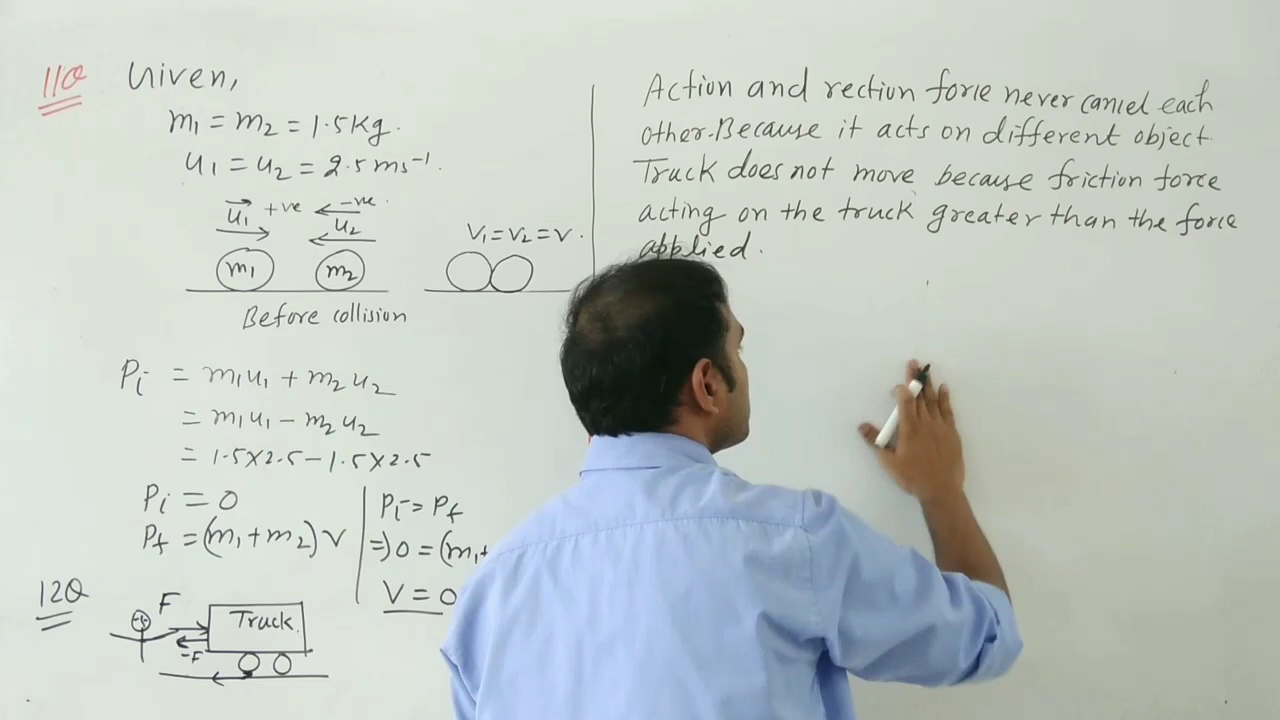 11Q Given,
m₁ = m₂ = 1.5 kg.
u₁ = u₂ = 2.5 ms⁻¹.
u₁ +ve -ve
u₂
m₁ m₂
V₁=V₂=V.
Before collision
Pi = m₁u₁ + m₂u₂
= m₁u₁ - m₂u₂
= 1.5×2.5-1.5×2.5
Pi = 0
Pf = (m₁+m₂) V
Pi = Pf
=) 0 = (m₁+
V = 0
12Q
F Truck.
-F
Action and rection force never cancel each
other. Because it acts on different object.
Truck does not move because friction force
acting on the truck greater than the force
applied.